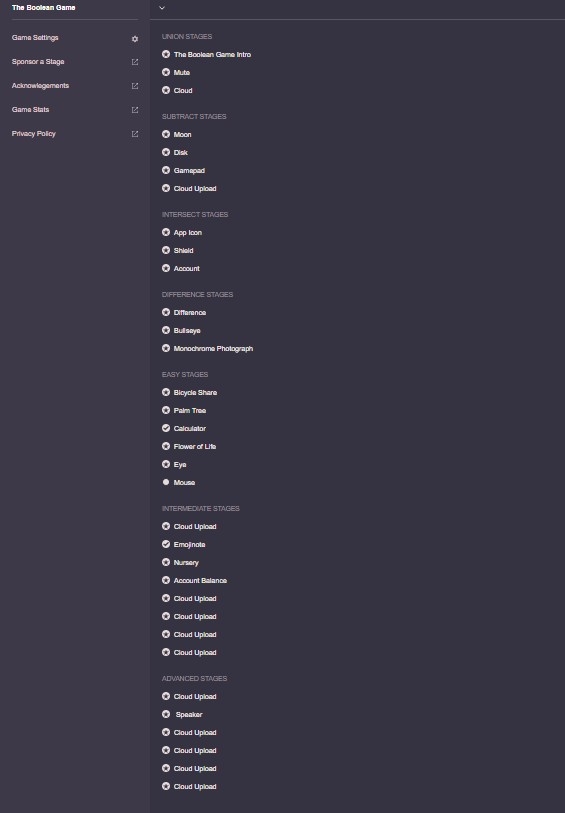 The Boolean Game
Game Settings
Sponsor a Stage
Acknowlegements
Game Stats
Privacy Policy
UNION STAGES
The Boolean Game Intro
Mute
Cloud
SUBTRACT STAGES
Moon
Disk
Gamepad
Cloud Upload
INTERSECT STAGES
App Icon
Shield
Account
DIFFERENCE STAGES
Difference
Bullseye
Monochrome Photograph
EASY STAGES
Bicycle Share
Palm Tree
Calculator
Flower of Life
Eye
Mouse
INTERMEDIATE STAGES
Cloud Upload
Emojinote
Nursery
Account Balance
Cloud Upload
Cloud Upload
Cloud Upload
Cloud Upload
ADVANCED STAGES
Cloud Upload
Speaker
Cloud Upload
Cloud Upload
Cloud Upload
Cloud Upload